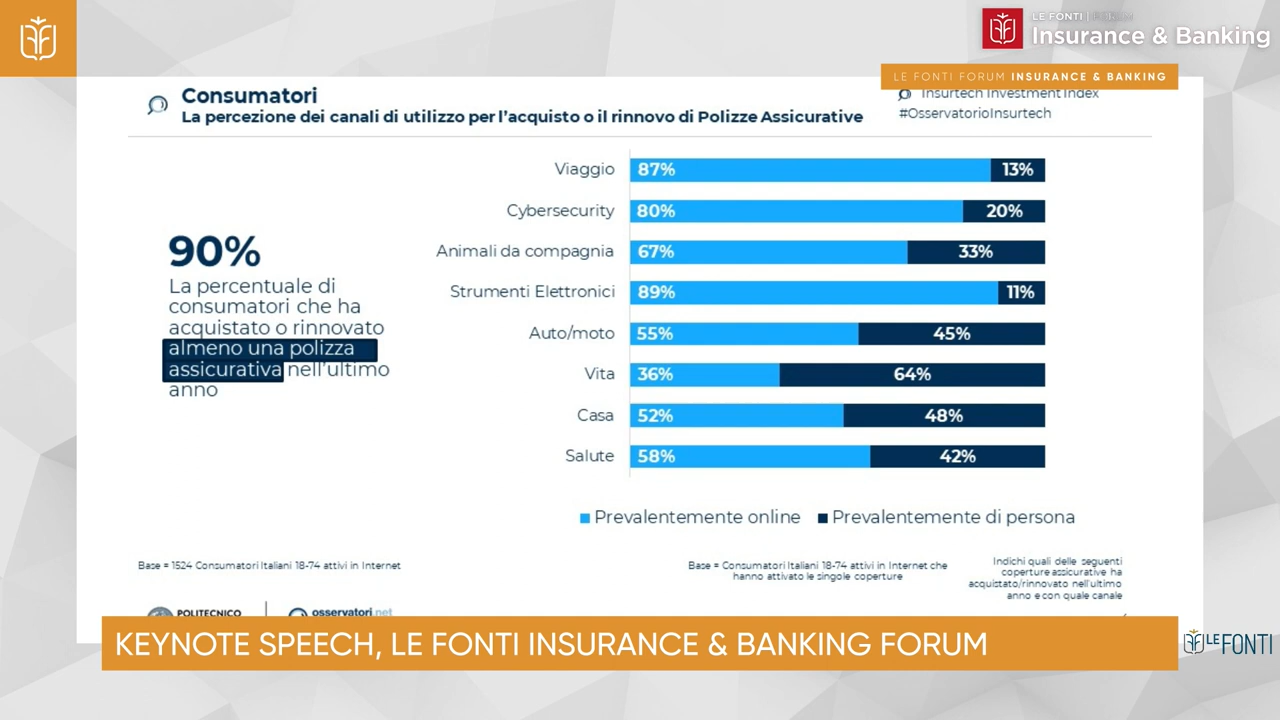 LE FONTI
Insurance & Banking
LE FONTI FORUM INSURANCE & BANKING
Consumatori
La percezione dei canali di utilizzo per l'acquisto o il rinnovo di Polizze Assicurative
Insurtech Investment Index
#OsservatorioInsurtech
90%
La percentuale di
consumatori che ha
acquistato o rinnovato
almeno una polizza
assicurativa nell'ultimo
anno
Viaggio 87% 13%
Cybersecurity 80% 20%
Animali da compagnia 67% 33%
Strumenti Elettronici 89% 11%
Auto/moto 55% 45%
Vita 36% 64%
Casa 52% 48%
Salute 58% 42%
Prevalentemente online Prevalentemente di persona
Base = 1524 Consumatori Italiani 18-74 attivi in Internet
Base = Consumatori Italiani 18-74 attivi in Internet che
hanno attivato le singole coperture
Indichi quali delle seguenti
coperture assicurative ha
acquistato/rinnovato nell'ultimo
anno e con quale canale
POLITECNICO
osservatori.net
KEYNOTE SPEECH, LE FONTI INSURANCE & BANKING FORUM
LE FONTI